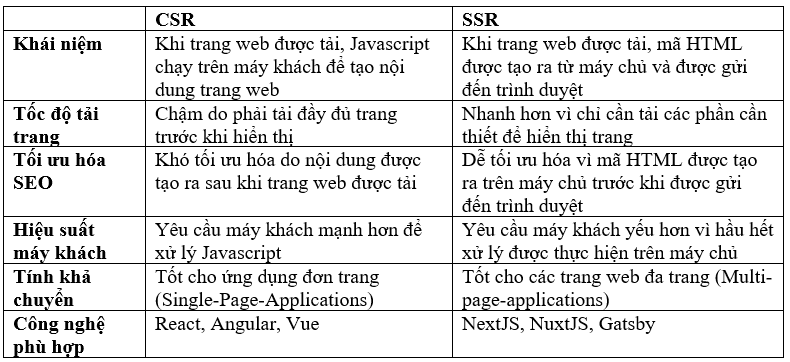 CSR SSR
Khái niệm Khi trang web được tải, Javascript Khi trang web được tải, mã HTML
chạy trên máy khách để tạo nội được tạo ra từ máy chủ và được gửi
dung trang web đến trình duyệt
Tốc độ tải Chậm do phải tải đầy đủ trang Nhanh hơn vì chỉ cần tải các phần cần
trang trước khi hiển thị thiết để hiển thị trang
Tối ưu hóa Khó tối ưu hóa do nội dung được Dễ tối ưu hóa vì mã HTML được tạo
SEO tạo ra sau khi trang web được tải ra trên máy chủ trước khi được gửi
đến trình duyệt
Hiệu suất Yêu cầu máy khách mạnh hơn để Yêu cầu máy khách yếu hơn vì hầu hết
máy khách xử lý Javascript xử lý được thực hiện trên máy chủ
Tính khả Tốt cho ứng dụng đơn trang Tốt cho các trang web đa trang (Multi-
chuyển (Single-Page-Applications) page-applications)
Công nghệ React, Angular, Vue NextJS, NuxtJS, Gatsby
phù hợp